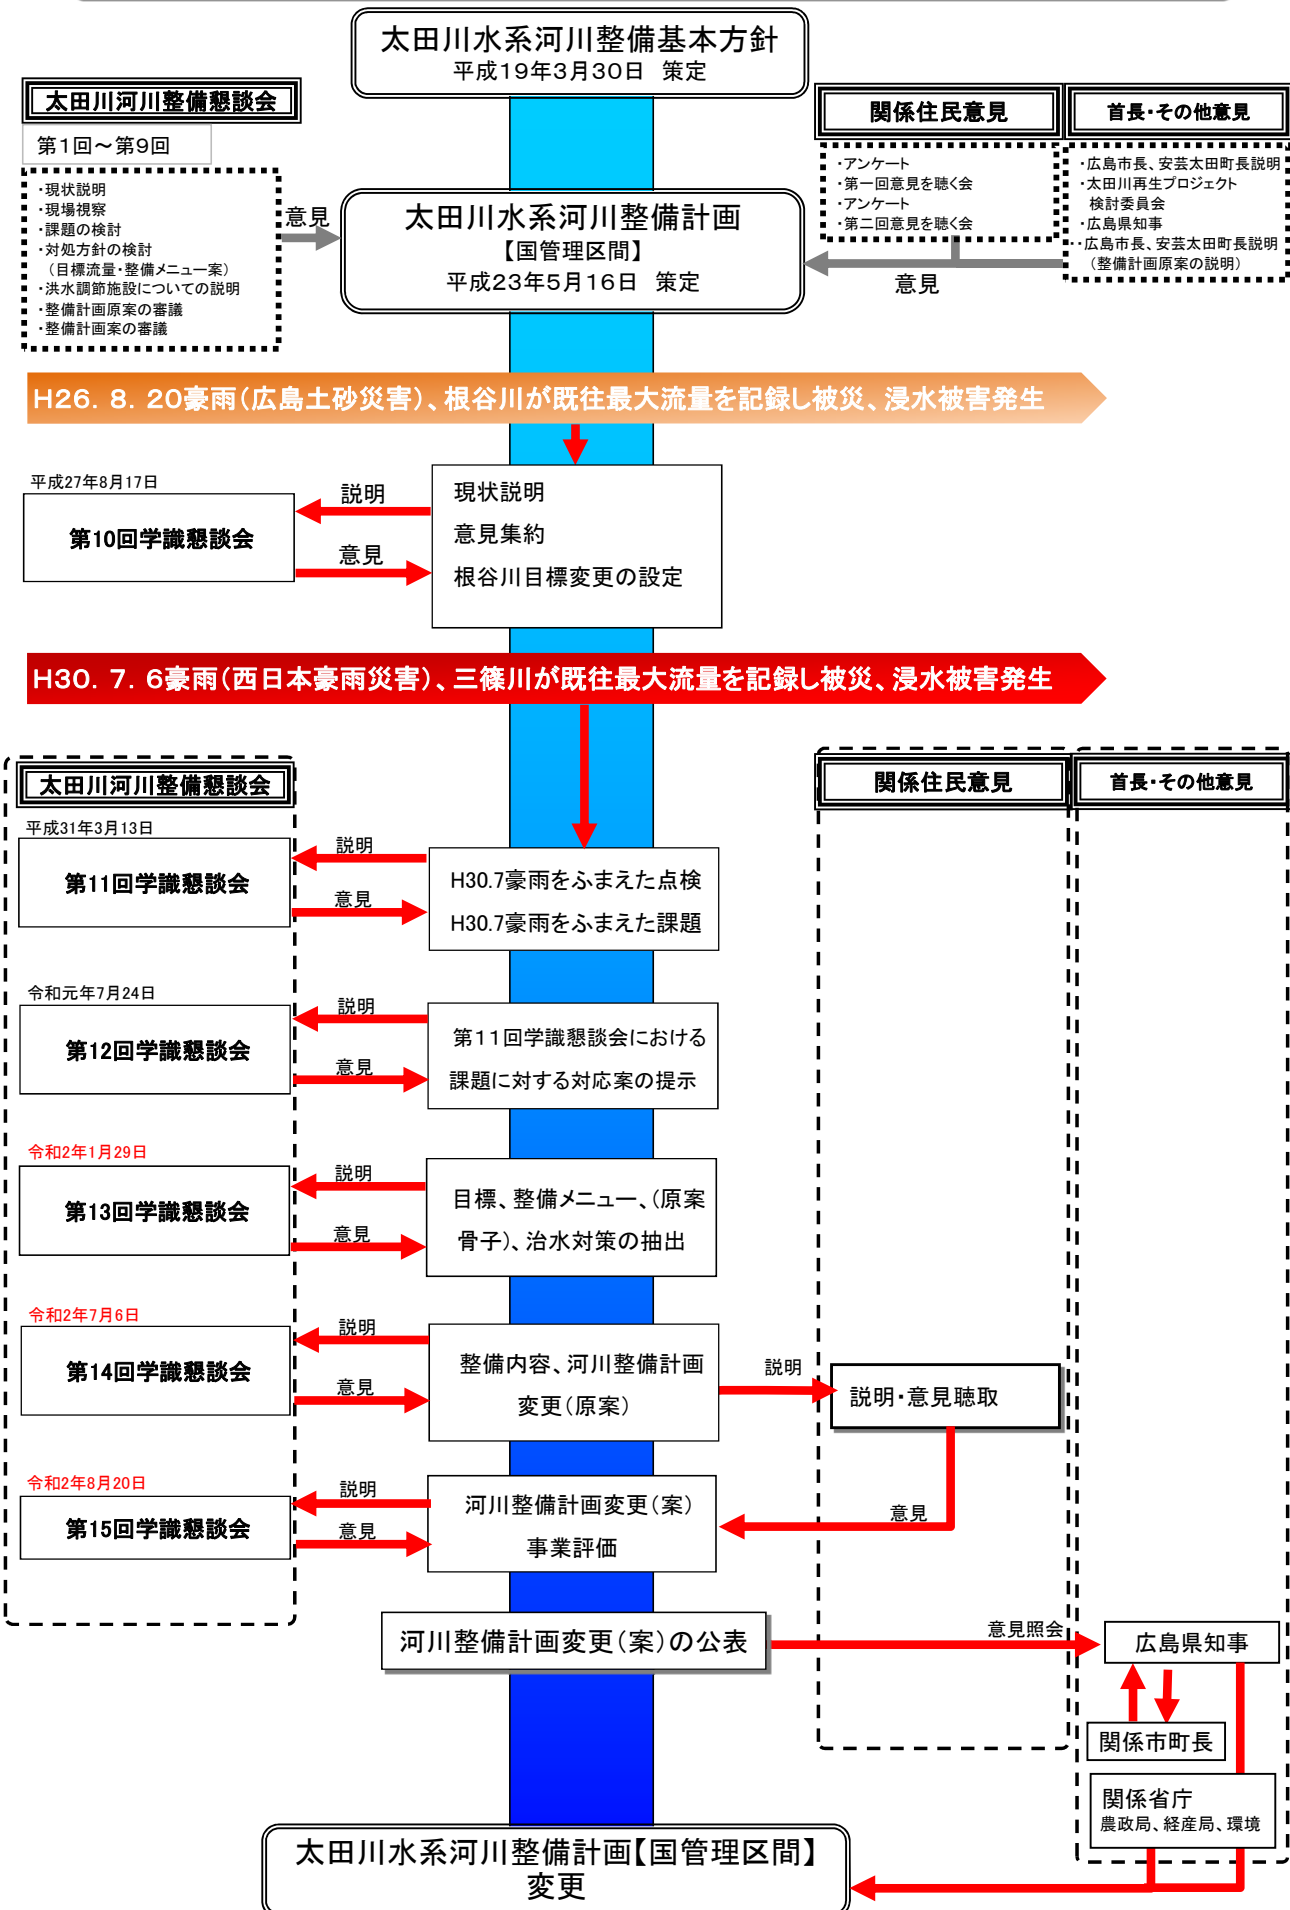 太田川水系河川整備基本方針
平成19年3月30日 策定
太田川河川整備懇談会
第1回～第9回
・現状説明
・現場視察
・課題の検討
・対処方針の検討
（目標流量・整備メニュー案）
・洪水調節施設についての説明
・整備計画原案の審議
・整備計画案の審議
意見
太田川水系河川整備計画
【国管理区間】
平成23年5月16日 策定
関係住民意見
・アンケート
・第一回意見を聴く会
・アンケート
・第二回意見を聴く会
首長・その他意見
・広島市長、安芸太田町長説明
・太田川再生プロジェクト
検討委員会
・広島県知事
・・広島市長、安芸太田町長説明
（整備計画原案の説明）
意見
H26．8．20豪雨（広島土砂災害）、根谷川が既往最大流量を記録し被災、浸水被害発生
平成27年8月17日
第10回学識懇談会
説明
意見
現状説明
意見集約
根谷川目標変更の設定
H30．7．6豪雨（西日本豪雨災害）、三篠川が既往最大流量を記録し被災、浸水被害発生
太田川河川整備懇談会
関係住民意見
首長・その他意見
平成31年3月13日
第11回学識懇談会
説明
意見
H30.7豪雨をふまえた点検
H30.7豪雨をふまえた課題
令和元年7月24日
第12回学識懇談会
説明
意見
第11回学識懇談会における
課題に対する対応案の提示
令和2年1月29日
第13回学識懇談会
説明
意見
目標、整備メニュー、（原案
骨子）、治水対策の抽出
令和2年7月6日
第14回学識懇談会
説明
意見
整備内容、河川整備計画
変更（原案）
説明
説明・意見聴取
令和2年8月20日
第15回学識懇談会
説明
意見
河川整備計画変更（案）
事業評価
意見
河川整備計画変更（案）の公表
意見照会
広島県知事
関係市町長
関係省庁
農政局、経産局、環境
太田川水系河川整備計画【国管理区間】
変更